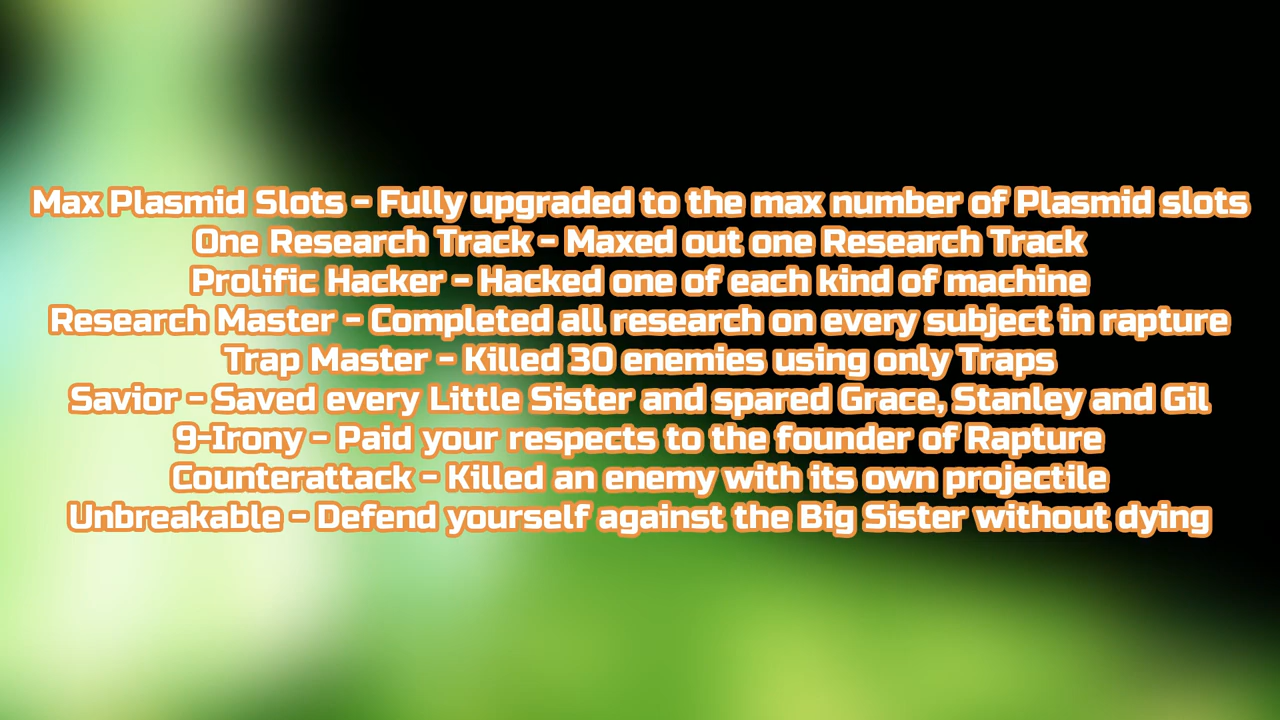 Max Plasmid Slots - Fully upgraded to the max number of Plasmid slots
One Research Track - Maxed out one Research Track
Prolific Hacker - Hacked one of each kind of machine
Research Master - Completed all research on every subject in rapture
Trap Master - Killed 30 enemies using only Traps
Savior - Saved every Little Sister and spared Grace, Stanley and Gil
9-Irony - Paid your respects to the founder of Rapture
Counterattack - Killed an enemy with its own projectile
Unbreakable - Defend yourself against the Big Sister without dying